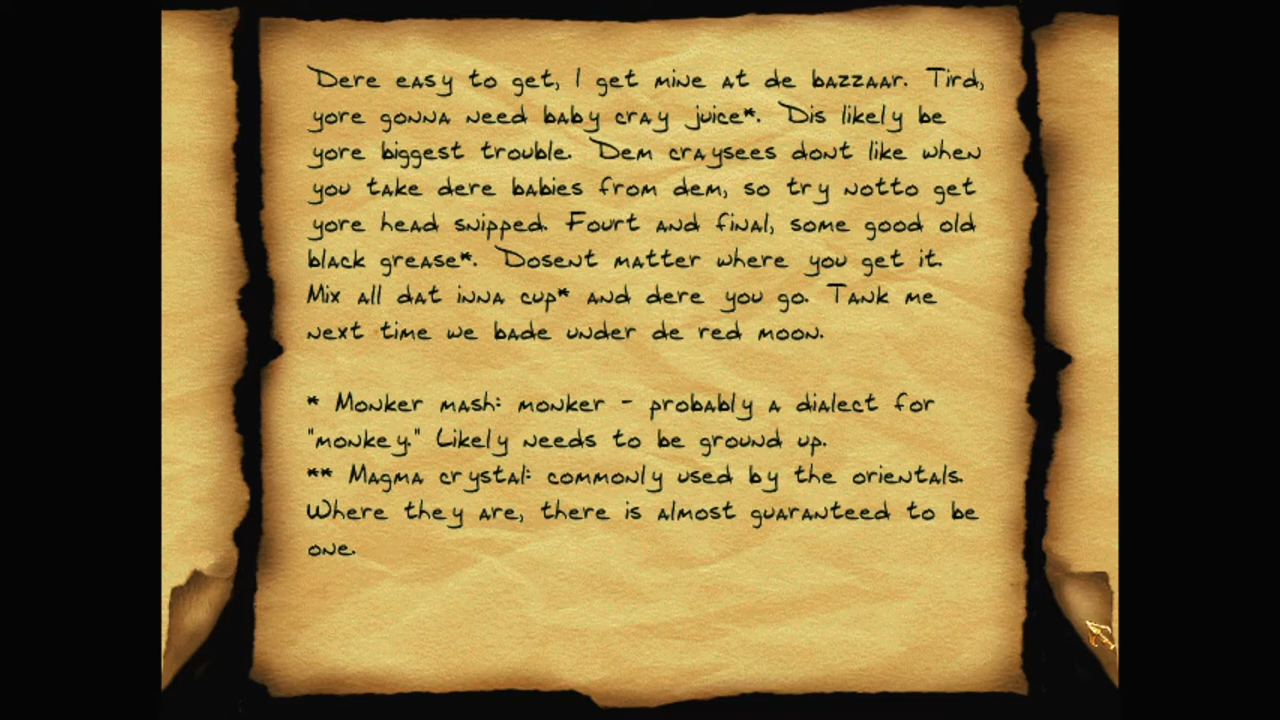 Dere easy to get, I get mine at de bazzaar. Tird,
yore gonna need baby cray juice*. Dis likely be
yore biggest trouble. Dem craysees dont like when
you take dere babies from dem, so try notto get
yore head snipped. Fourt and final, some good old
black grease*. Dosent matter where you get it.
Mix all dat inna cup* and dere you go. Tank me
next time we bade under de red moon.
* Monker mash: monker - probably a dialect for
"monkey." Likely needs to be ground up.
** Magma crystal: commonly used by the orientals.
Where they are, there is almost guaranteed to be
one.